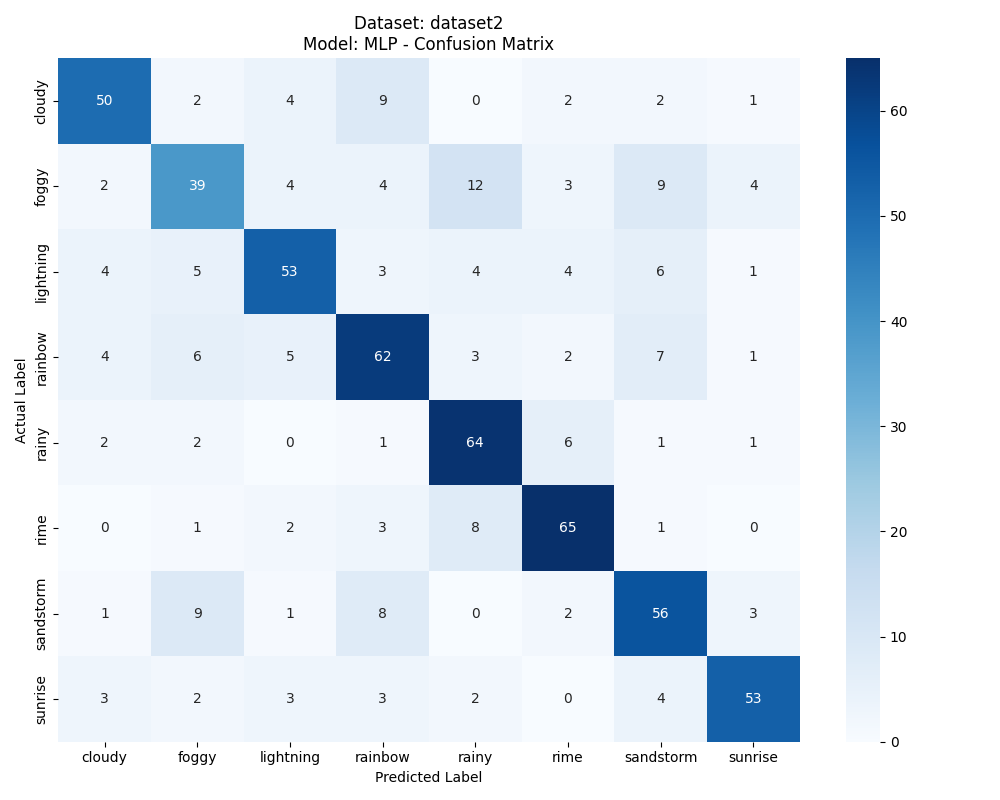 Dataset: dataset2
Model: MLP - Confusion Matrix
cloudy 50 2 4 9 0 2 2 1
foggy 2 39 4 4 12 3 9 4
lightning 4 5 53 3 4 4 6 1
rainbow 4 6 5 62 3 2 7 1
rainy 2 2 0 1 64 6 1 1
rime 0 1 2 3 8 65 1 0
sandstorm 1 9 1 8 0 2 56 3
sunrise 3 2 3 3 2 0 4 53
cloudy foggy lightning rainbow rainy rime sandstorm sunrise
Predicted Label
Actual Label
60
50
40
30
20
10
0